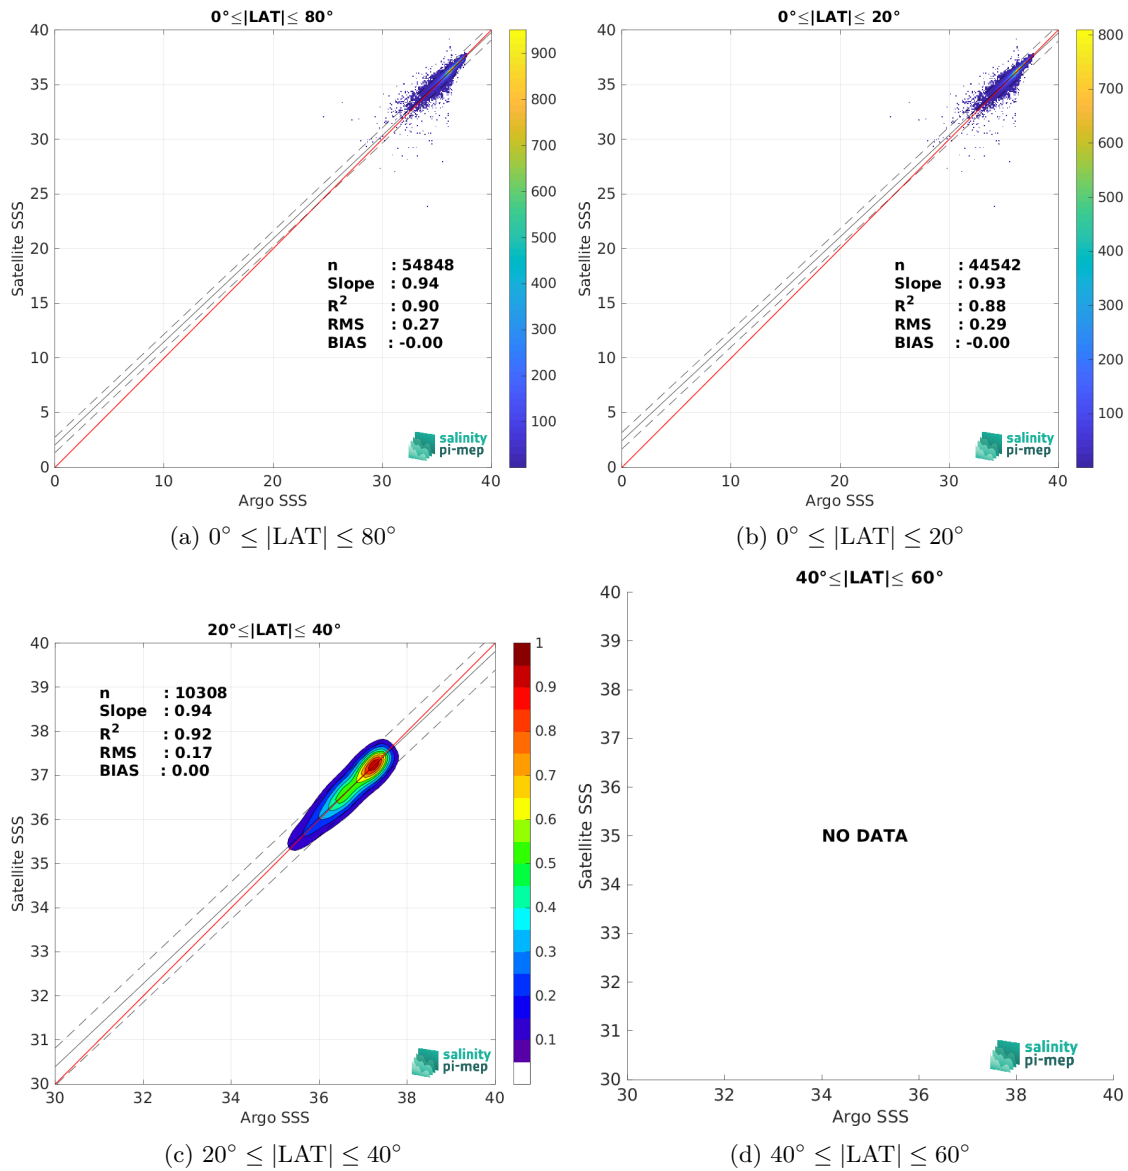 0°≤|LAT|≤ 80°
40
35
30
25
20
15
10
5
0
0
10
20
30
40
Satellite SSS
Argo SSS
n : 54848
Slope : 0.94
R² : 0.90
RMS : 0.27
BIAS : -0.00
salinity
pi-mep
900
800
700
600
500
400
300
200
100
(a) 0° ≤ |LAT| ≤ 80°
0°≤|LAT|≤ 20°
40
35
30
25
20
15
10
5
0
0
10
20
30
40
Satellite SSS
Argo SSS
n : 44542
Slope : 0.93
R² : 0.88
RMS : 0.29
BIAS : -0.00
salinity
pi-mep
800
700
600
500
400
300
200
100
(b) 0° ≤ |LAT| ≤ 20°
20°≤|LAT|≤ 40°
40
39
38
37
36
35
34
33
32
31
30
30
32
34
36
38
40
Satellite SSS
Argo SSS
n : 10308
Slope : 0.94
R² : 0.92
RMS : 0.17
BIAS : 0.00
salinity
pi-mep
1
0.9
0.8
0.7
0.6
0.5
0.4
0.3
0.2
0.1
(c) 20° ≤ |LAT| ≤ 40°
40°≤|LAT|≤ 60°
40
39
38
37
36
35
34
33
32
31
30
30
32
34
36
38
40
Satellite SSS
Argo SSS
NO DATA
salinity
pi-mep
(d) 40° ≤ |LAT| ≤ 60°